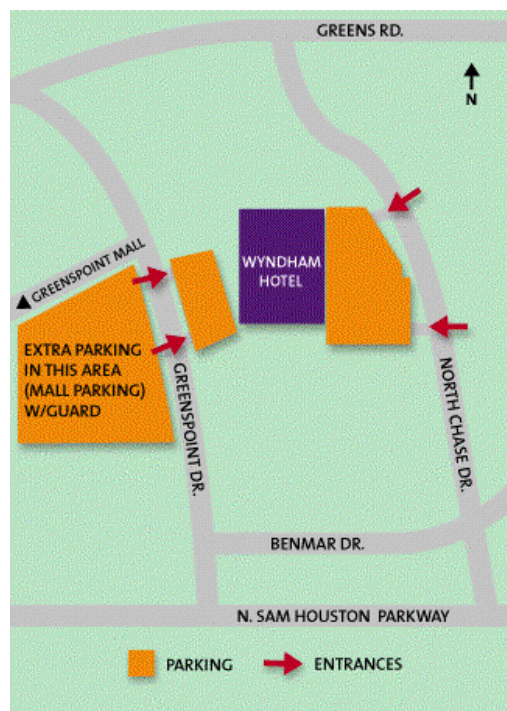 GREENS RD.
N
GREENSPOINT MALL
WYNDHAM
HOTEL
EXTRA PARKING
IN THIS AREA
(MALL PARKING)
W/GUARD
GREENSPOINT DR.
NORTH CHASE DR.
BENMAR DR.
N. SAM HOUSTON PARKWAY
PARKING
ENTRANCES